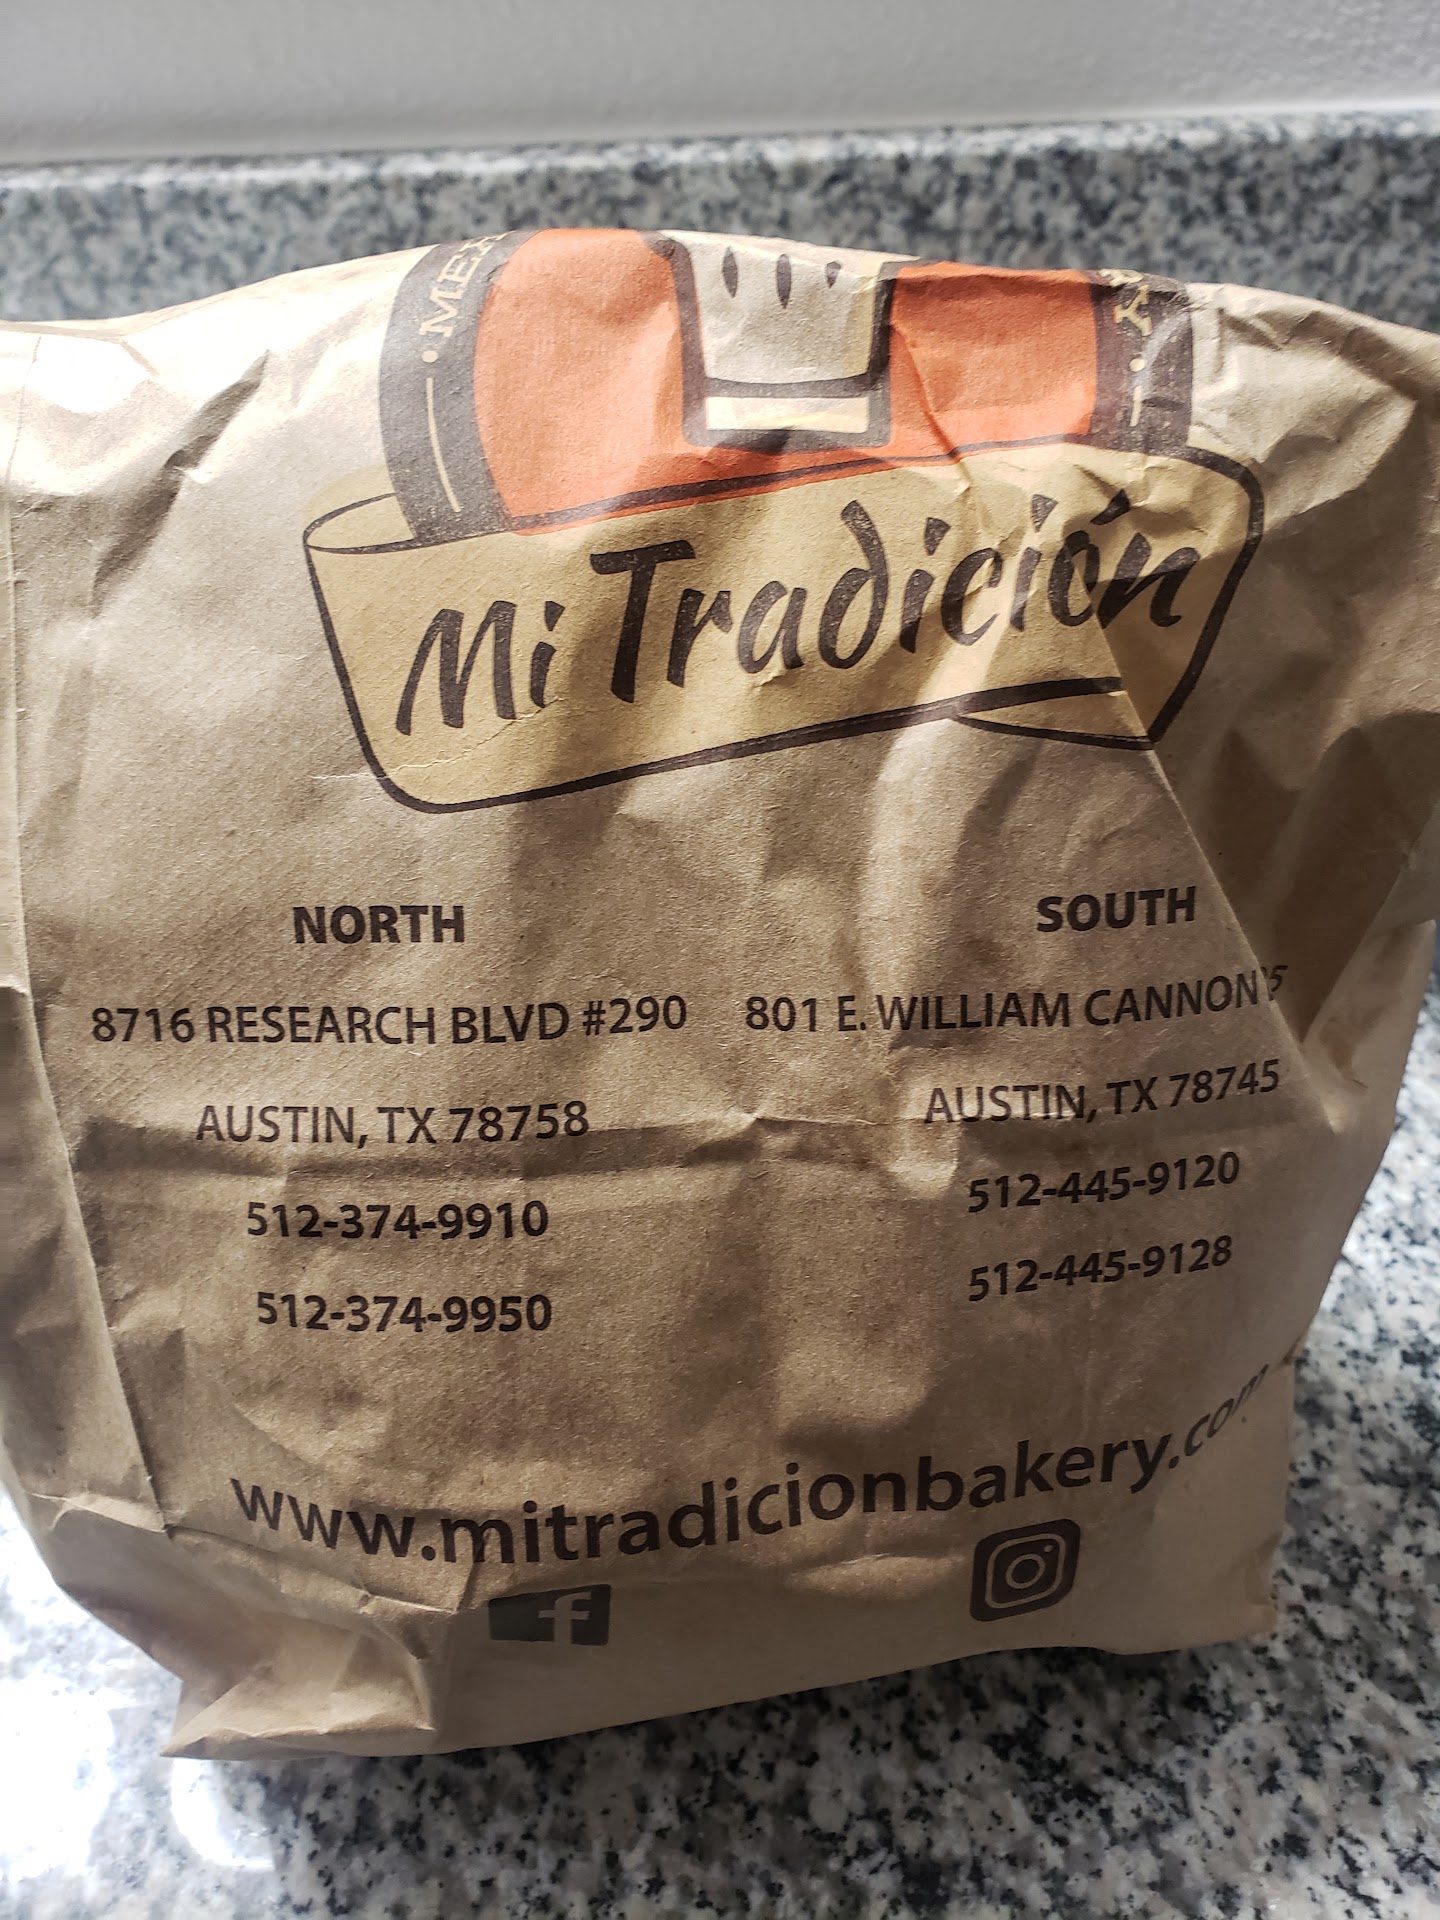 · MEX
Mi Tradición
NORTH
8716 RESEARCH BLVD #290
AUSTIN, TX 78758
512-374-9910
512-374-9950
SOUTH
801 E. WILLIAM CANNON
AUSTIN, TX 78745
512-445-9120
512-445-9128
www.mitradicionbakery.com